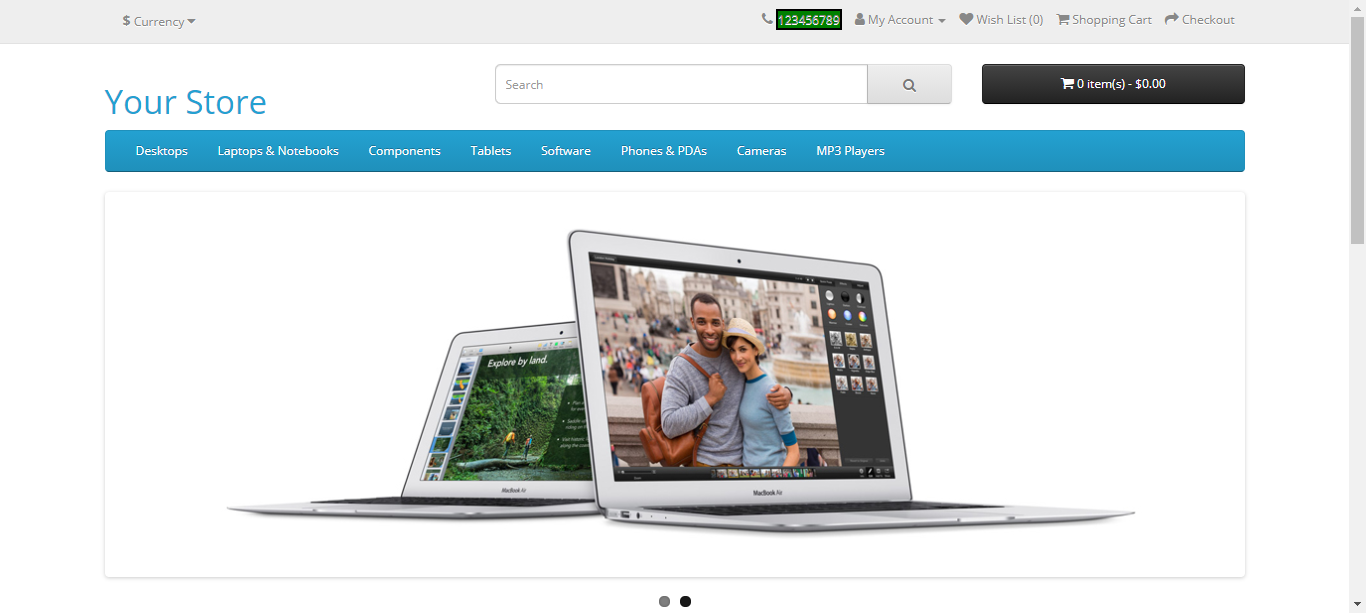 $ Currency
123456789 My Account Wish List (0) Shopping Cart Checkout
Your Store
Search
0 item(s) - $0.00
Desktops Laptops & Notebooks Components Tablets Software Phones & PDAs Cameras MP3 Players
Explore by land.
MacBook Air
MacBook Air